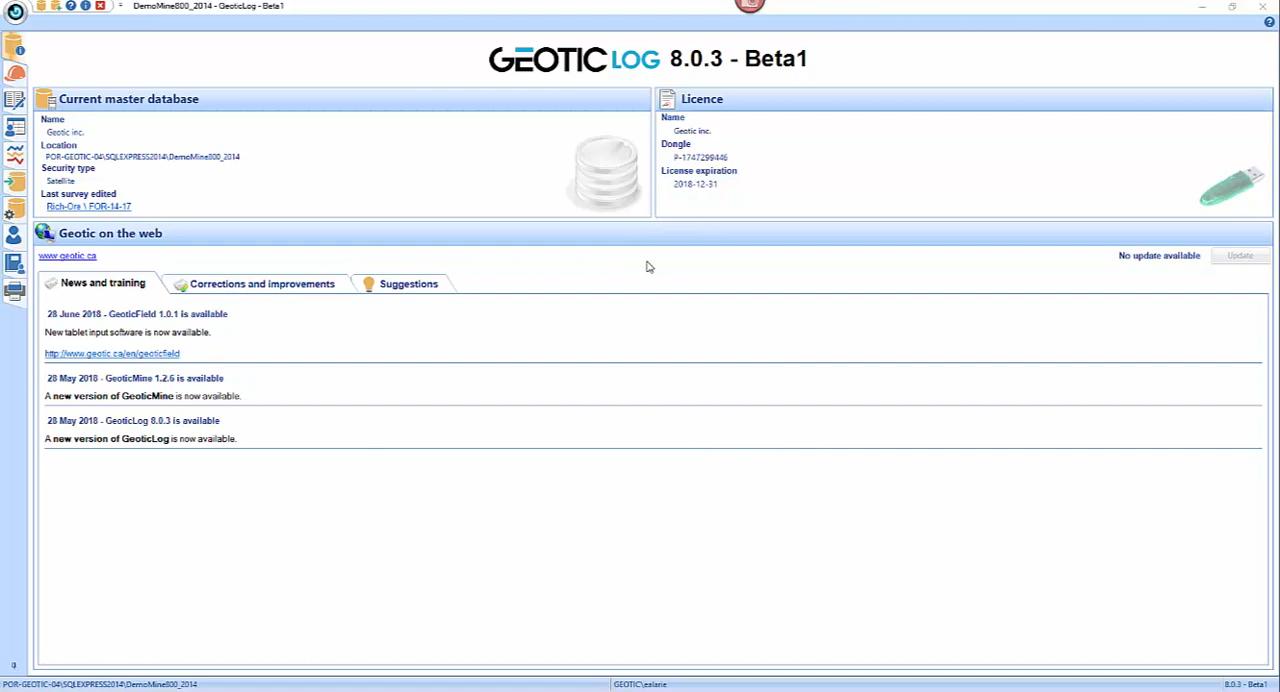 DemoMine800_2014 - GeoticLog - Beta1
GEOTICLOG 8.0.3 - Beta1
Current master database
Name
Geotic inc.
Location
POR-GEOTIC-04\SQLEXPRESS2014\DemoMine800_2014
Security type
Satellite
Last survey edited
Rich-Ore \ FOR-14-17
Licence
Name
Geotic inc.
Dongle
P-1747299446
License expiration
2018-12-31
Geotic on the web
www.geotic.ca
No update available
Update
News and training
Corrections and improvements
Suggestions
28 June 2018 - GeoticField 1.0.1 is available
New tablet input software is now available.
http://www.geotic.ca/en/geoticfield
28 May 2018 - GeoticMine 1.2.6 is available
A new version of GeoticMine is now available.
28 May 2018 - GeoticLog 8.0.3 is available
A new version of GeoticLog is now available.
POR-GEOTIC-04\SQLEXPRESS2014\DemoMine800_2014
GEOTIC\ealarie
8.0.3 - Beta1